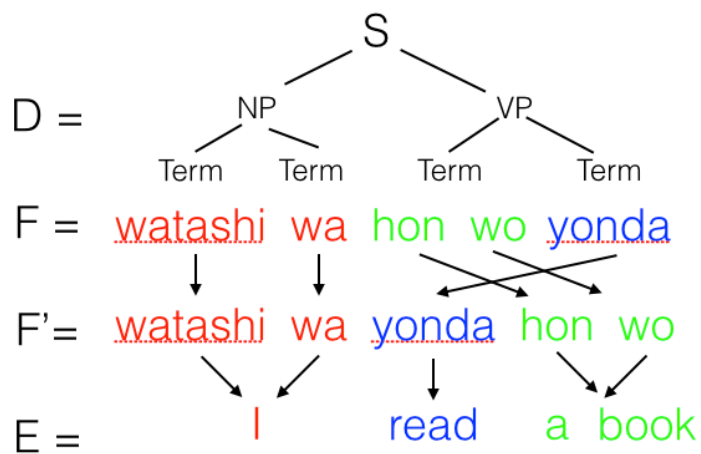 S
D = NP VP
Term Term Term Term
F = watashi wa hon wo yonda
F'= watashi wa yonda hon wo
E = I read a book